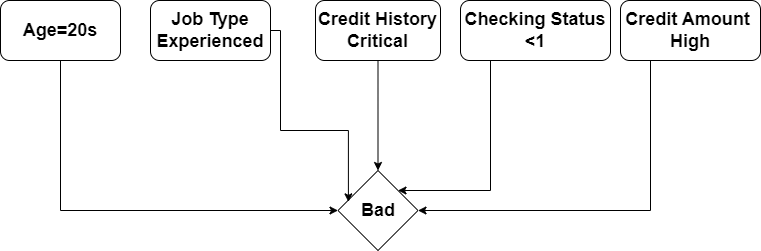 Age=20s
Job Type
Experienced
Credit History
Critical
Checking Status
<1
Credit Amount
High
Bad